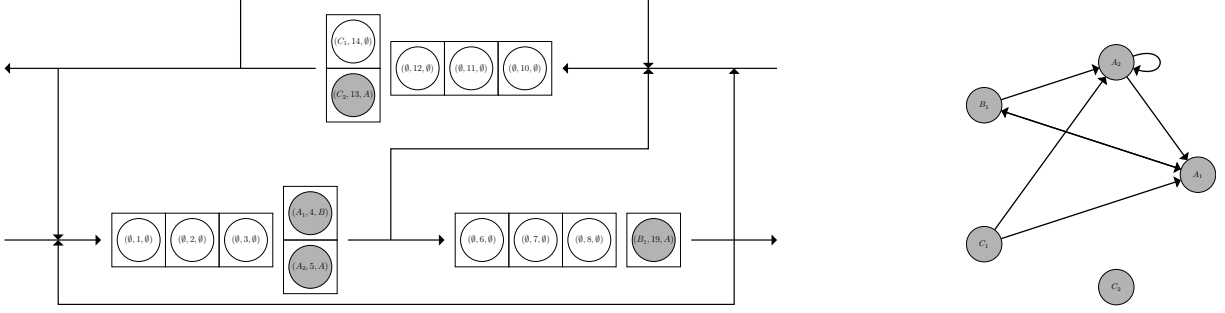 (C₁, 14, ∅)
(∅, 12, ∅) (∅, 11, ∅) (∅, 10, ∅)
(C₂, 13, A)
(A₁, 4, B)
(∅, 1, ∅) (∅, 2, ∅) (∅, 3, ∅)
(A₂, 5, A)
(∅, 6, ∅) (∅, 7, ∅) (∅, 8, ∅) (B₁, 19, A)
A₂
B₁
A₁
C₁
C₂